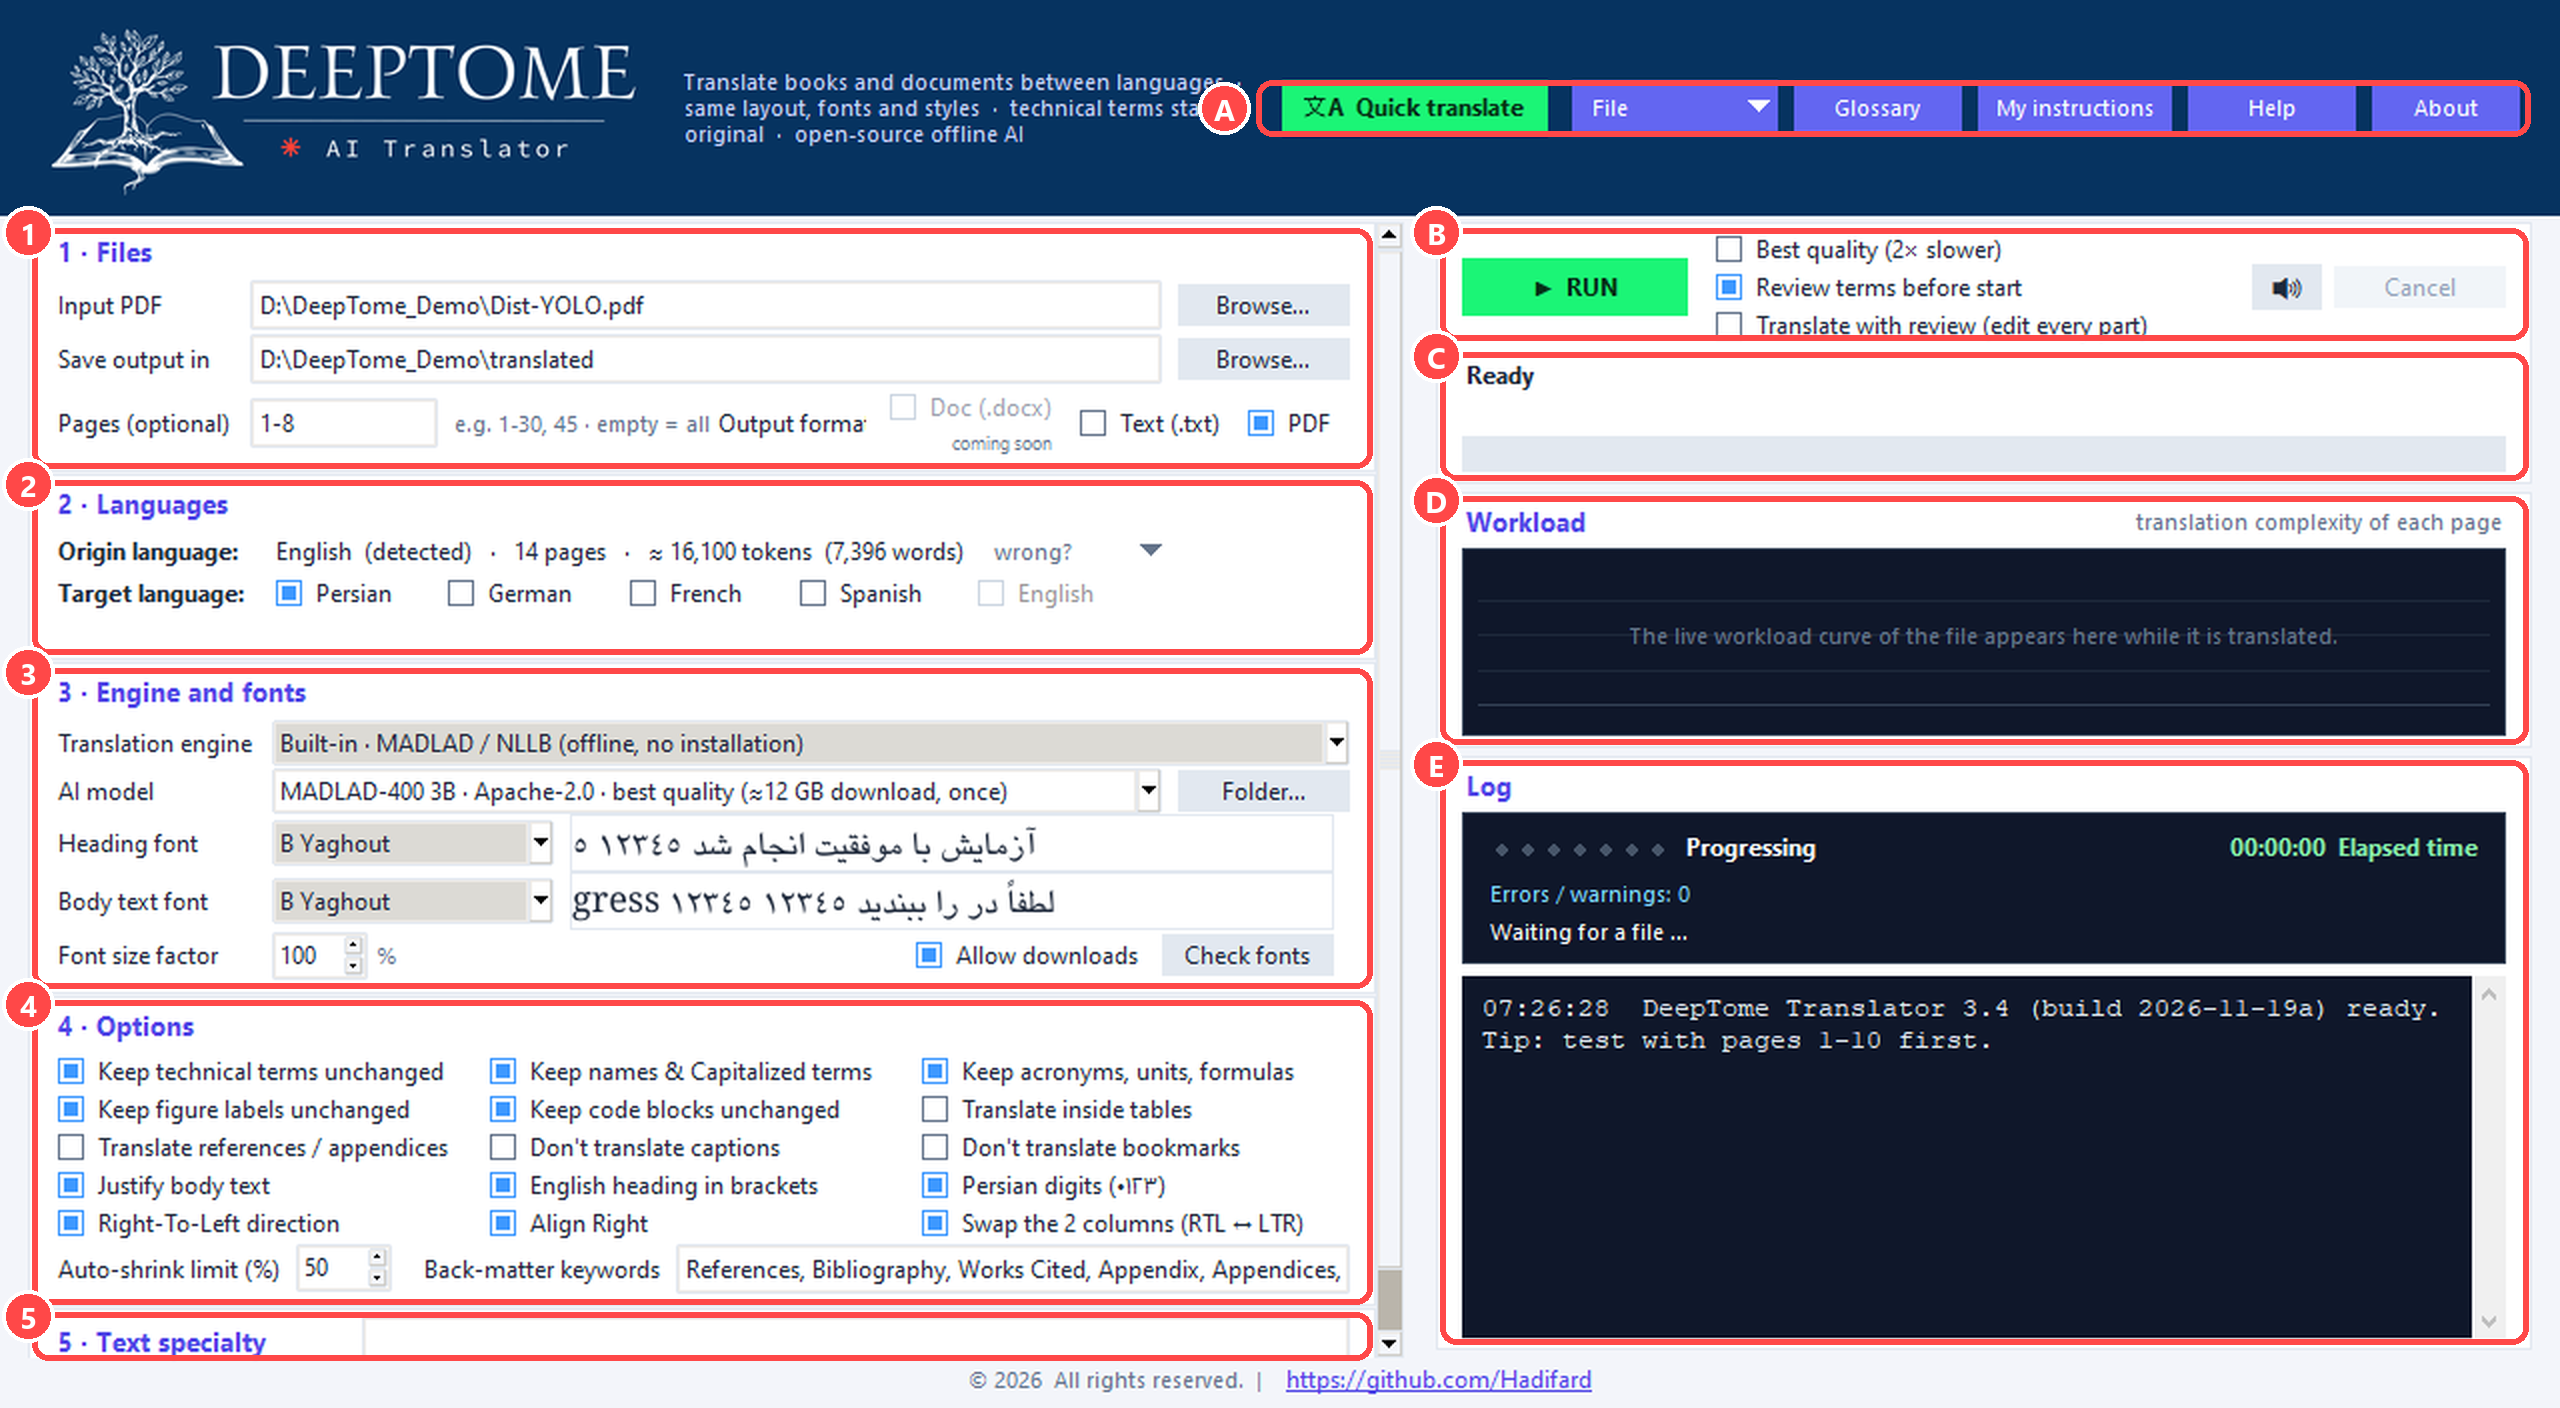 DEEPTOME
AI Translator
Translate books and documents between languages ·
same layout, fonts and styles · technical terms sta
original · open-source offline AI
A
文A Quick translate
File
Glossary
My instructions
Help
About
1
1 · Files
Input PDF
D:\DeepTome_Demo\Dist-YOLO.pdf
Browse...
Save output in
D:\DeepTome_Demo\translated
Browse...
Pages (optional)
1-8
e.g. 1-30, 45 · empty = all
Output format
Doc (.docx)
coming soon
Text (.txt)
PDF
2
2 · Languages
Origin language: English (detected) · 14 pages · ≈ 16,100 tokens (7,396 words) wrong?
Target language: Persian German French Spanish English
3
3 · Engine and fonts
Translation engine
Built-in · MADLAD / NLLB (offline, no installation)
AI model
MADLAD-400 3B · Apache-2.0 · best quality (≈12 GB download, once)
Folder...
Heading font
B Yaghout
آزمایش با موفقیت انجام شد ۱۲۳٤٥ ٥
Body text font
B Yaghout
لطفاً در را ببندید ۱۲۳٤٥ ۱۲۳٤٥ gress
Font size factor
100 %
Allow downloads
Check fonts
4
4 · Options
Keep technical terms unchanged
Keep names & Capitalized terms
Keep acronyms, units, formulas
Keep figure labels unchanged
Keep code blocks unchanged
Translate inside tables
Translate references / appendices
Don't translate captions
Don't translate bookmarks
Justify body text
English heading in brackets
Persian digits (۰۱۲۳)
Right-To-Left direction
Align Right
Swap the 2 columns (RTL ↔ LTR)
Auto-shrink limit (%)
50
Back-matter keywords
References, Bibliography, Works Cited, Appendix, Appendices,
5
5 · Text specialty
B
► RUN
Best quality (2× slower)
Review terms before start
Translate with review (edit every part)
Cancel
C
Ready
D
Workload
translation complexity of each page
The live workload curve of the file appears here while it is translated.
E
Log
Progressing
00:00:00 Elapsed time
Errors / warnings: 0
Waiting for a file ...
07:26:28 DeepTome Translator 3.4 (build 2026-11-19a) ready.
Tip: test with pages 1-10 first.
© 2026 All rights reserved. | https://github.com/Hadifard